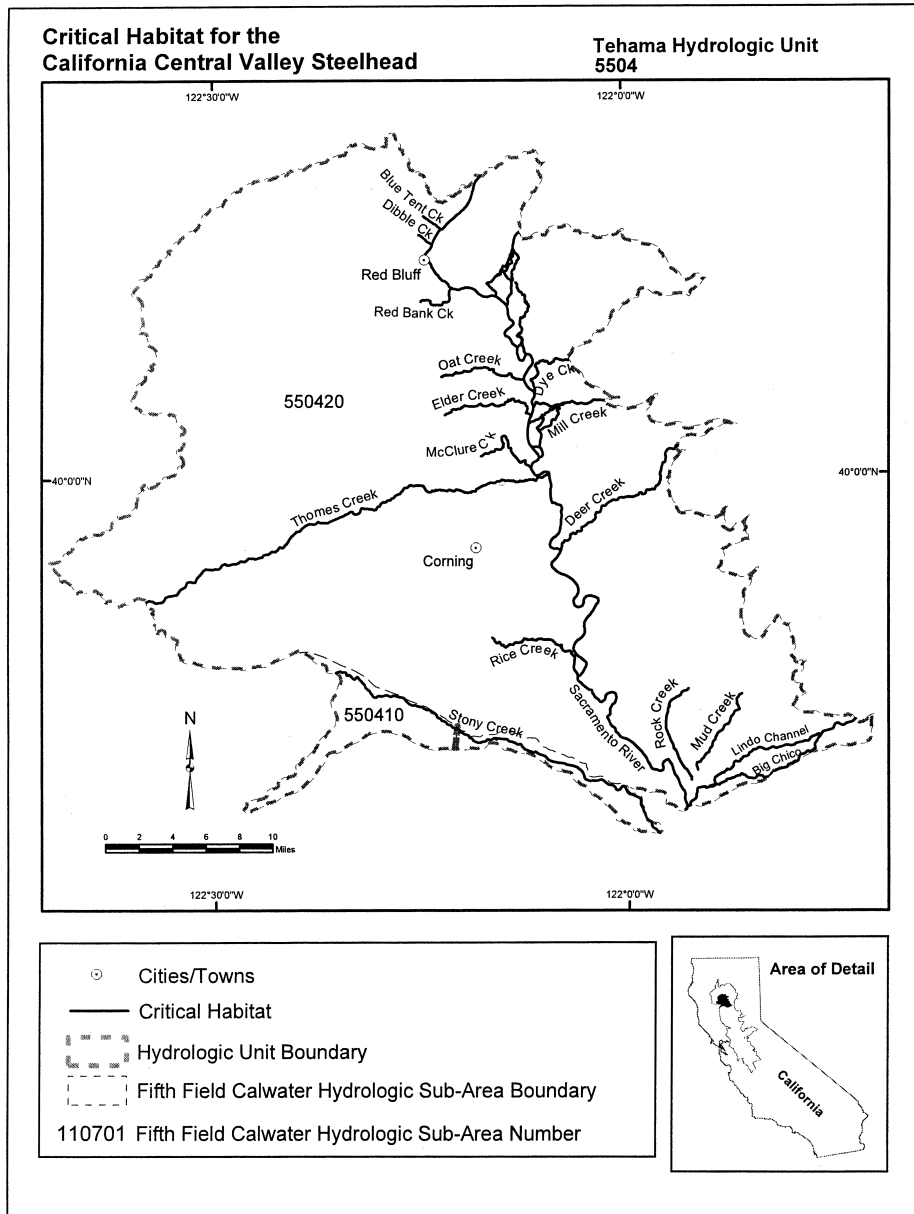 Critical Habitat for the
California Central Valley Steelhead
Tehama Hydrologic Unit
5504
122°30'0"W
122°0'0"W
Blue Tent Ck
Dibble Ck
Red Bluff
Red Bank Ck
Oat Creek
Dye Ck
Elder Creek
550420
Mill Creek
McClure Ck
40°0'0"N
40°0'0"N
Thomes Creek
Deer Creek
Corning
Rice Creek
Sacramento River
Rock Creek
Mud Creek
550410
Stony Creek
Lindo Channel
Big Chico
N
0 2 4 6 8 10
Miles
122°30'0"W
122°0'0"W
Cities/Towns
Critical Habitat
Hydrologic Unit Boundary
Fifth Field Calwater Hydrologic Sub-Area Boundary
110701 Fifth Field Calwater Hydrologic Sub-Area Number
Area of Detail
California